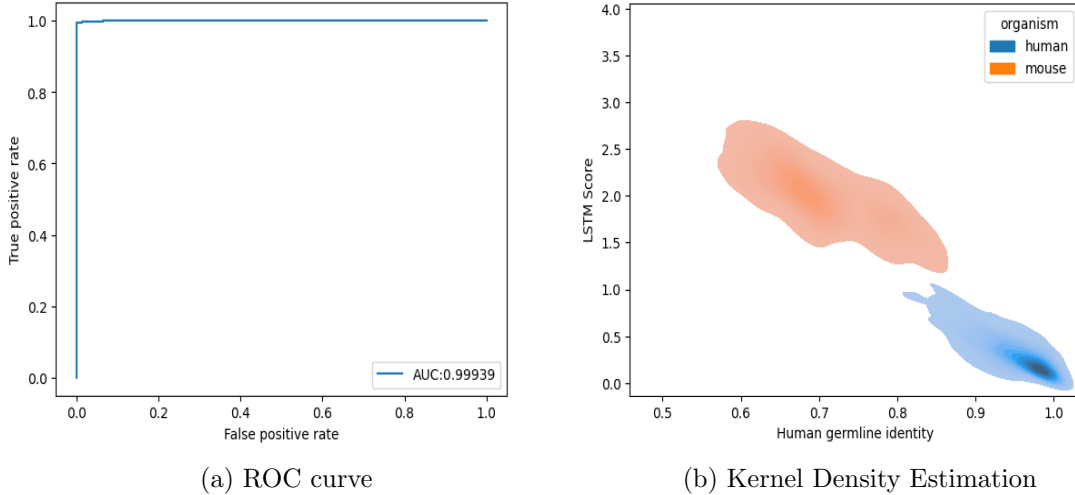 1.0
0.8
0.6
0.4
0.2
0.0
True positive rate
0.0 0.2 0.4 0.6 0.8 1.0
False positive rate
AUC:0.99939
(a) ROC curve
4.0
3.5
3.0
2.5
2.0
1.5
1.0
0.5
0.0
LSTM Score
organism
human
mouse
0.5 0.6 0.7 0.8 0.9 1.0
Human germline identity
(b) Kernel Density Estimation